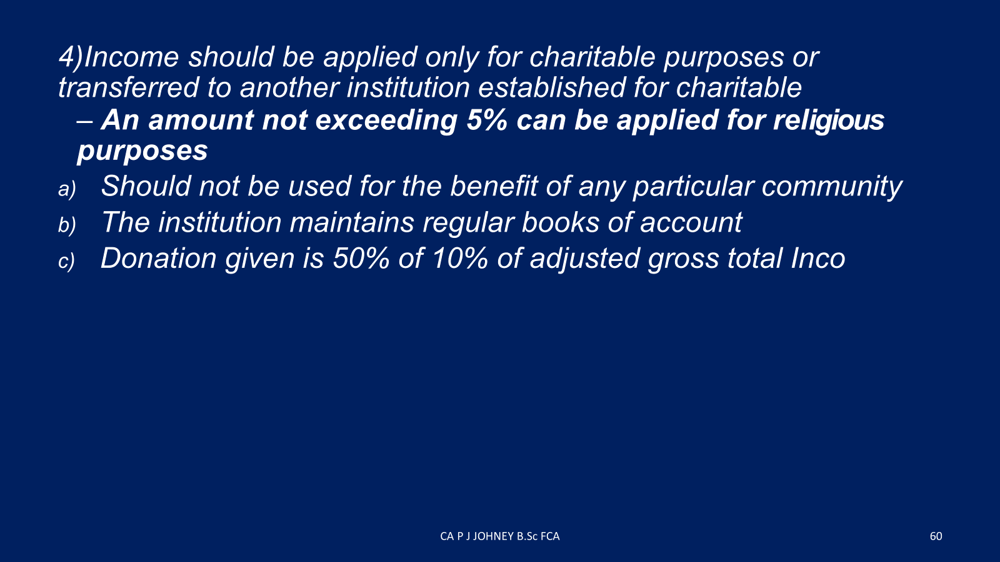 4)Income should be applied only for charitable purposes or
transferred to another institution established for charitable
– An amount not exceeding 5% can be applied for religious
purposes
a) Should not be used for the benefit of any particular community
b) The institution maintains regular books of account
c) Donation given is 50% of 10% of adjusted gross total Inco
CA P J JOHNEY B.Sc FCA
60